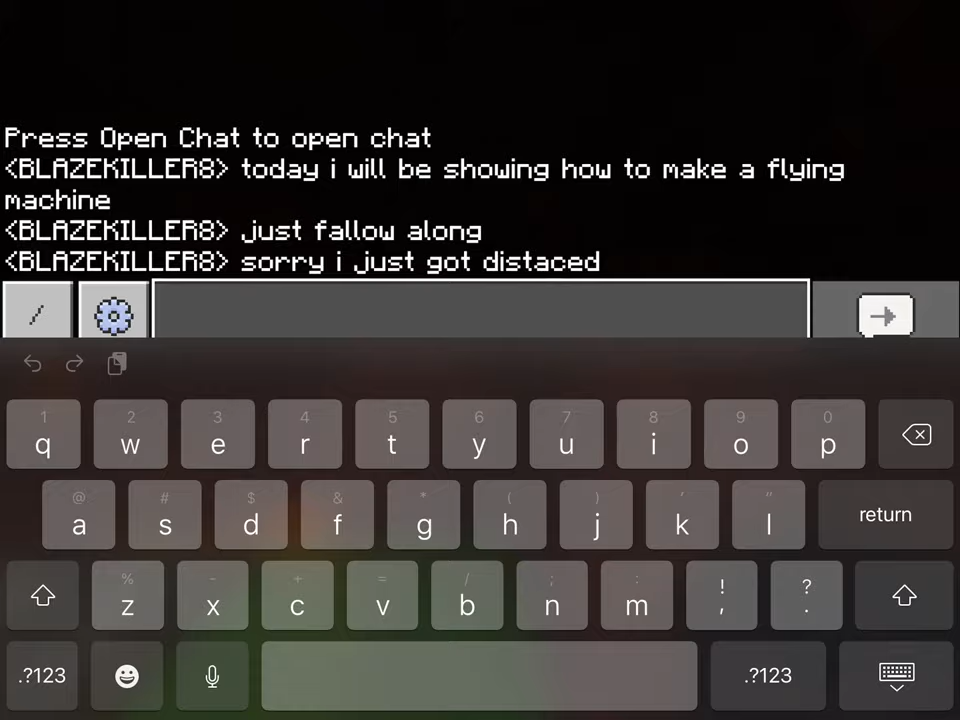 Press Open Chat to open chat
<BLAZEKILLER8> today i will be showing how to make a flying
machine
<BLAZEKILLER8> just fallow along
<BLAZEKILLER8> sorry i just got distaced
/
1 2 3 4 5 6 7 8 9 0
q w e r t y u i o p
@ # $ & * ( ) ' "
a s d f g h j k l return
% - + = / ; : ! ?
z x c v b n m , .
.?123 .?123